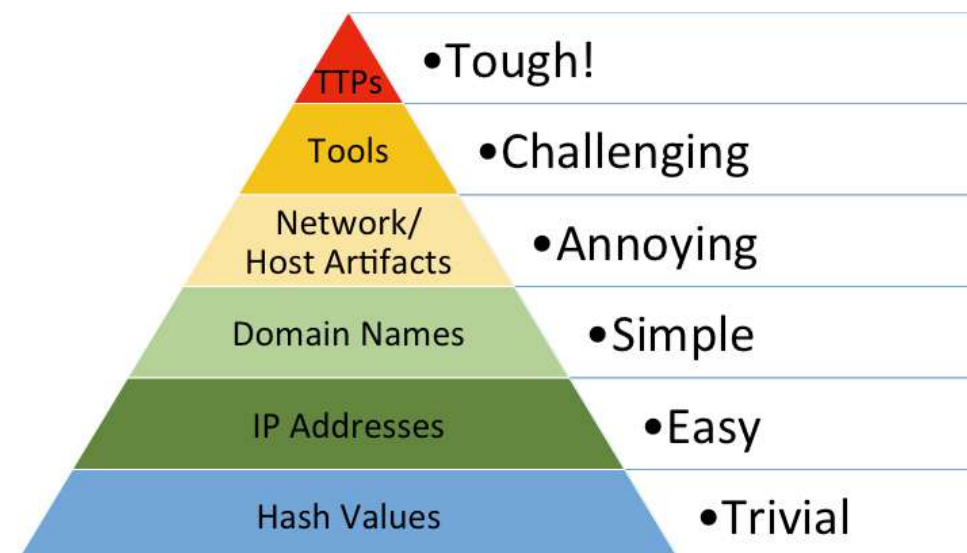 TTPs
•Tough!
Tools
•Challenging
Network/
Host Artifacts
•Annoying
Domain Names
•Simple
IP Addresses
•Easy
Hash Values
•Trivial